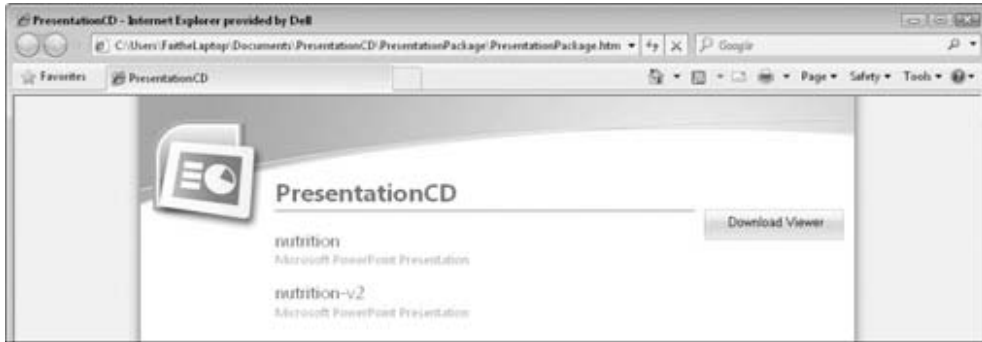 PresentationCD - Internet Explorer provided by Dell
C:\Users\FaitheLaptop\Documents\PresentationCD\PresentationPackage\PresentationPackage.htm
Google
Favorites PresentationCD Page Safety Tools
PresentationCD
Download Viewer
nutrition
Microsoft PowerPoint Presentation
nutrition-v2
Microsoft PowerPoint Presentation